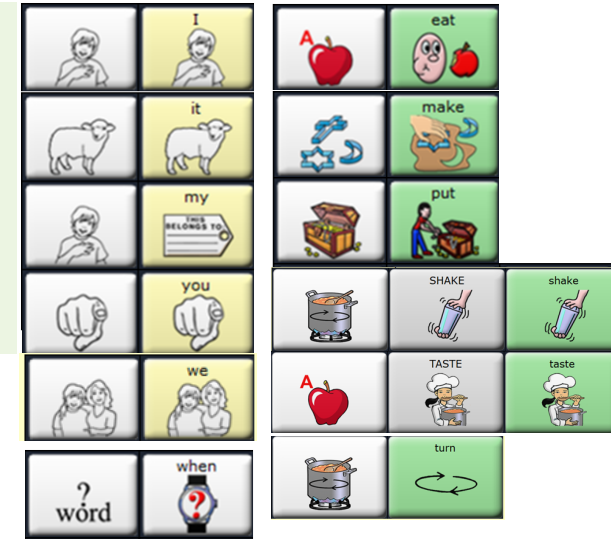 I
it
my
THIS
BELONGS TO
you
we
?
word
when
?
A
eat
make
put
SHAKE
shake
A
TASTE
taste
turn